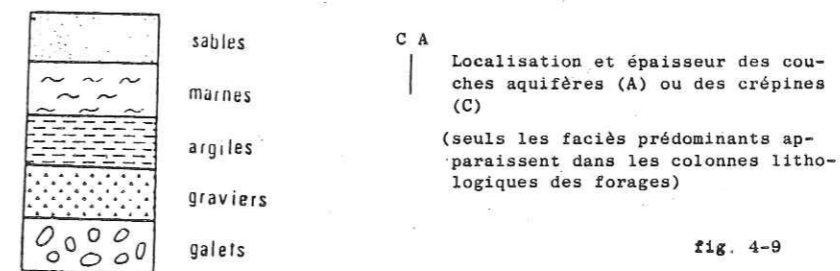 sables
marnes
argiles
graviers
galets
C A
Localisation et épaisseur des cou-
ches aquifères (A) ou des crépines
(C)
(seuls les faciès prédominants ap-
paraissent dans les colonnes litho-
logiques des forages)
fig. 4-9